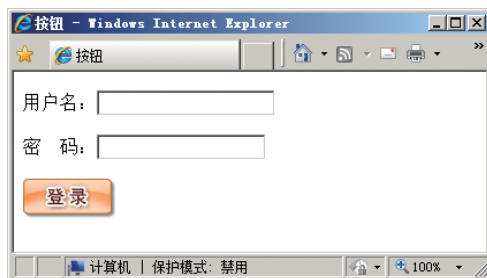 按钮 - Windows Internet Explorer
按钮
»
用户名：
密 码：
登录
计算机 | 保护模式: 禁用
100%